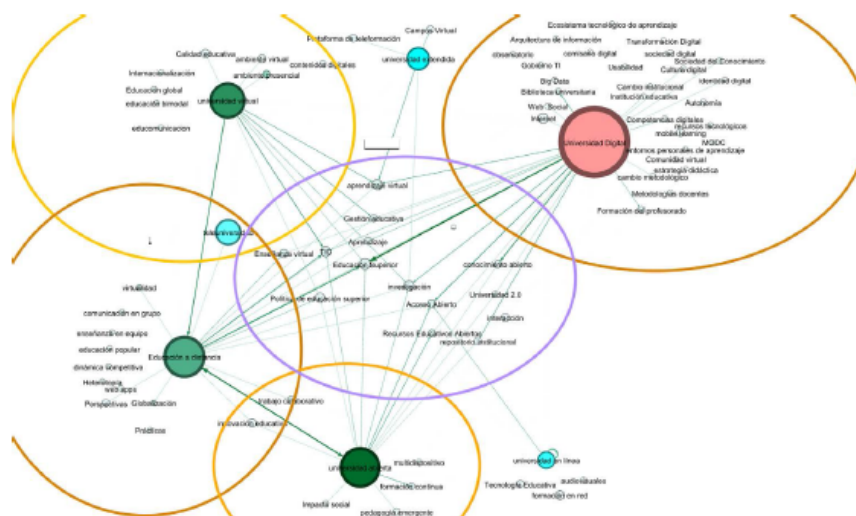 Ecosistema tecnológico de aprendizaje
Campus Virtual
Plataforma de teleformación
Arquitectura de información
Transformación Digital
Calidad educativa
ambiente virtual
observatorio
comisario digital
sociedad digital
universidad extendida
Gobierno TI
Usabilidad
Sociedad del Conocimiento
Internacionalización
ambiente presencial
contenidos digitales
Cultura digital
Big Data
Cambio institucional
identidad digital
Educación global
Biblioteca universitaria
Institución educativa
educación bimodal
universidad virtual
Web Social
Autonomía
Internet
Competencias digitales
educomunicacion
recursos tecnológicos
mobile learning
Universidad Digital
MOOC
entornos personales de aprendizaje
Comunidad virtual
estrategia didáctica
aprendizaje virtual
cambio metodológico
Metodologías docentes
Formación del profesorado
Gestión educativa
Aprendizaje
Enseñanza virtual
TIC
Educación Superior
conocimiento abierto
virtualidad
investigación
Política de educación superior
Universidad 2.0
Acceso Abierto
comunicación en grupo
interacción
enseñanza en equipo
Recursos Educativos Abiertos
repositorio institucional
educación popular
Educación a distancia
dinámica competitiva
Heterotopía
web apps
Perspectivas
Globalización
trabajo colaborativo
innovación educativa
Prácticas
universidad abierta
multidispositivo
universidad en línea
formación continua
Tecnología Educativa
audiovisuales
formación en red
Impacto social
pedagogía emergente